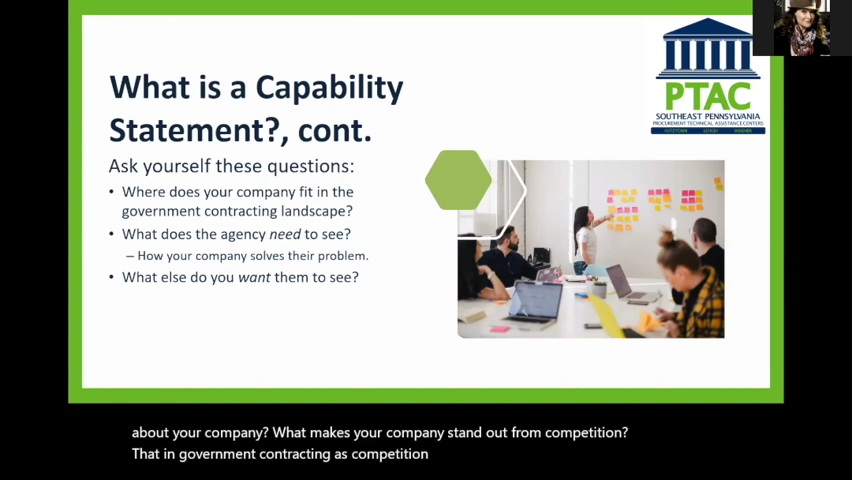 What is a Capability
Statement?, cont.
Ask yourself these questions:
• Where does your company fit in the
government contracting landscape?
• What does the agency need to see?
– How your company solves their problem.
• What else do you want them to see?
PTAC
SOUTHEAST PENNSYLVANIA
PROCUREMENT TECHNICAL ASSISTANCE CENTERS
KUTZTOWN LEHIGH WIDENER
about your company? What makes your company stand out from competition?
That in government contracting as competition